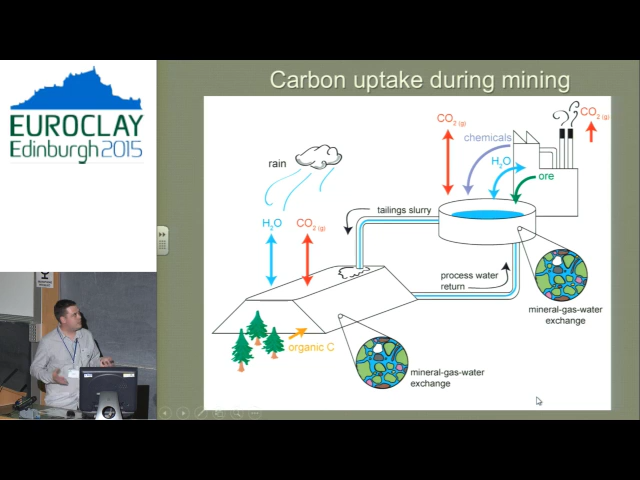 EUROCLAY
Edinburgh2015
Carbon uptake during mining
CO2 (g)
CO2 (g)
chemicals
H2O
ore
rain
tailings slurry
H2O
CO2 (g)
process water
return
mineral-gas-water
exchange
organic C
mineral-gas-water
exchange